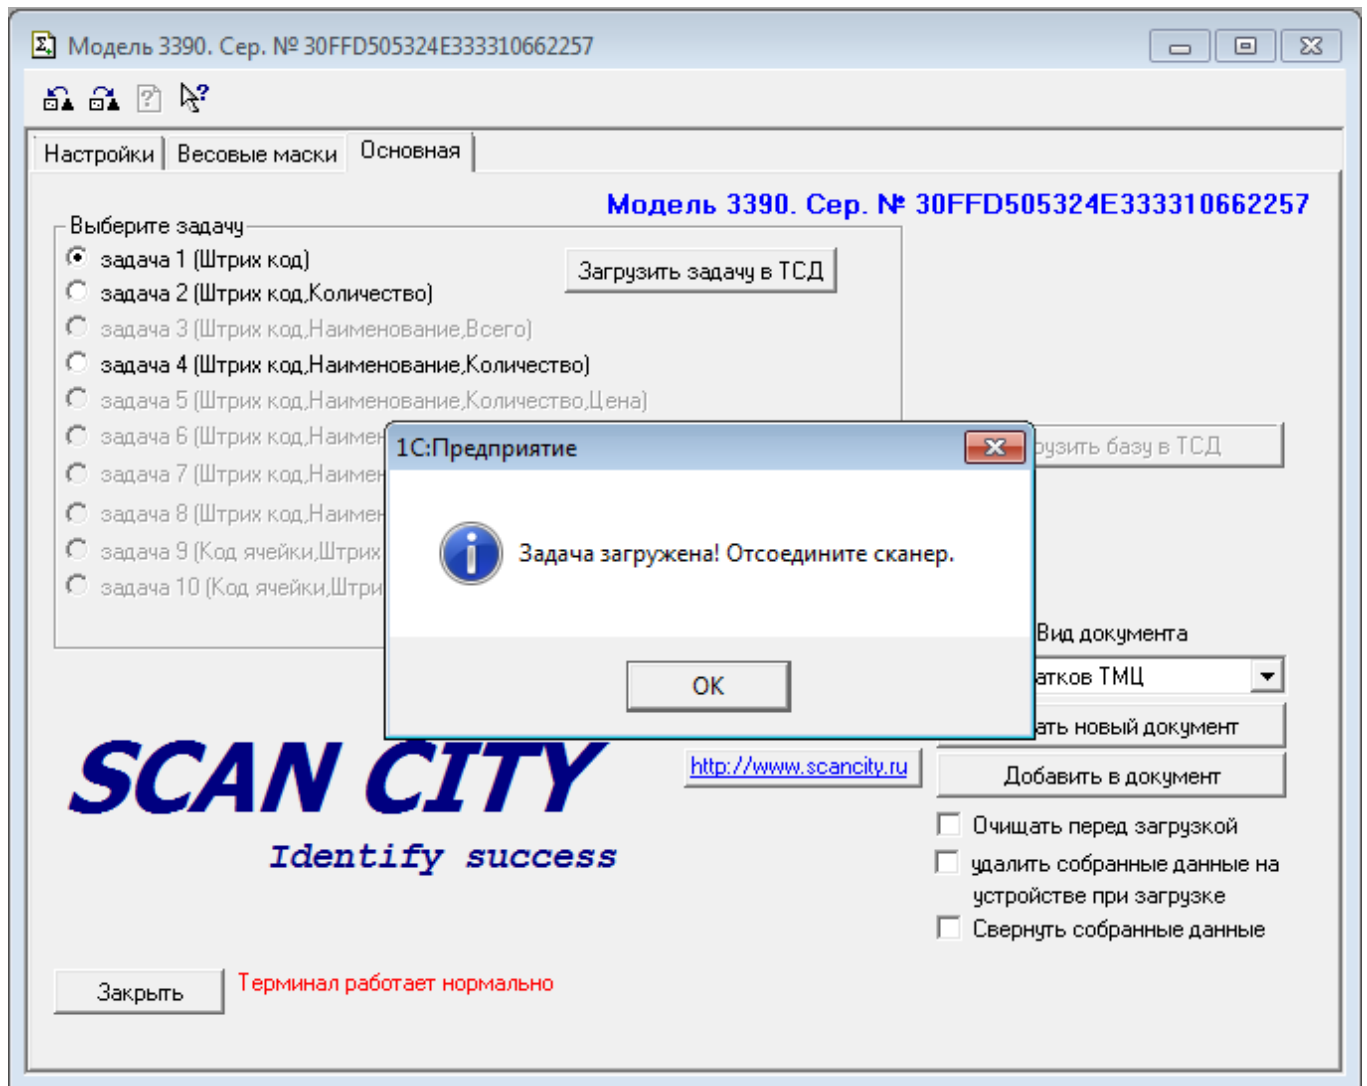 Модель 3390. Сер. № 30FFD505324E333310662257
Настройки Весовые маски Основная
Модель 3390. Сер. № 30FFD505324E333310662257
Выберите задачу
задача 1 (Штрих код)
Загрузить задачу в ТСД
задача 2 (Штрих код,Количество)
задача 3 (Штрих код,Наименование,Всего)
задача 4 (Штрих код,Наименование,Количество)
задача 5 (Штрих код,Наименование,Количество,Цена)
задача 6 (Штрих код,Наимен
задача 7 (Штрих код,Наимен
задача 8 (Штрих код,Наимен
задача 9 (Код ячейки,Штрих
задача 10 (Код ячейки,Штри
рузить базу в ТСД
1С:Предприятие
Задача загружена! Отсоедините сканер.
OK
Вид документа
атков ТМЦ
ать новый документ
SCAN CITY
Identify success
http://www.scancity.ru
Добавить в документ
Очищать перед загрузкой
удалить собранные данные на
устройстве при загрузке
Свернуть собранные данные
Закрыть
Терминал работает нормально